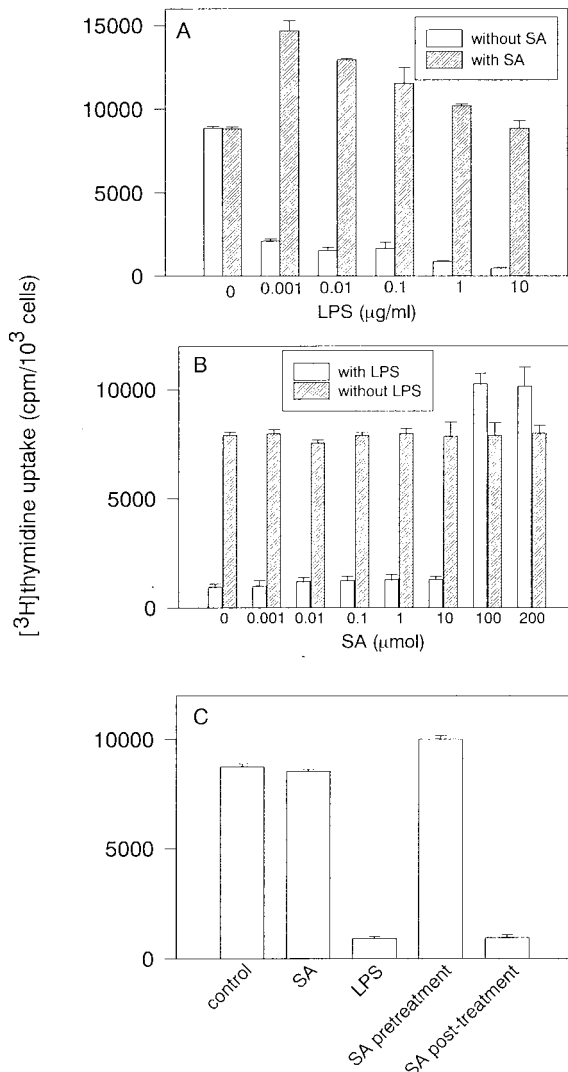 [³H]thymidine uptake (cpm/10³ cells)
A
without SA
with SA
15000
10000
5000
0
0 0.001 0.01 0.1 1 10
LPS (μg/ml)
B
with LPS
without LPS
10000
5000
0
0 0.001 0.01 0.1 1 10 100 200
SA (μmol)
C
10000
5000
0
control
SA
LPS
SA pretreatment
SA post-treatment